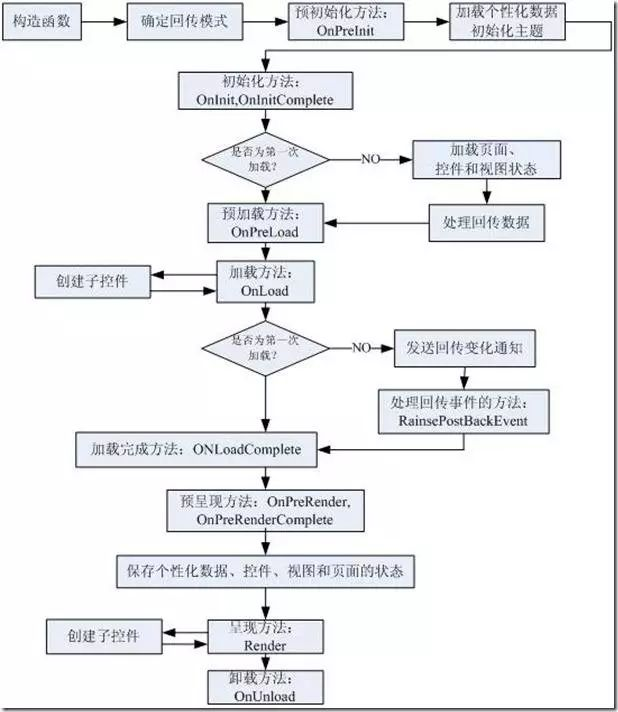 构造函数
确定回传模式
预初始化方法：
OnPreInit
加载个性化数据
初始化主题
初始化方法：
OnInit,OnInitComplete
是否为第一次
加载?
NO
加载页面、
控件和视图状态
预加载方法：
OnPreLoad
处理回传数据
创建子控件
加载方法：
OnLoad
是否为第一次
加载?
NO
发送回传变化通知
处理回传事件的方法：
RainsePostBackEvent
加载完成方法：ONLoadComplete
预呈现方法：OnPreRender,
OnPreRenderComplete
保存个性化数据、控件、视图和页面的状态
创建子控件
呈现方法：
Render
卸载方法：
OnUnload